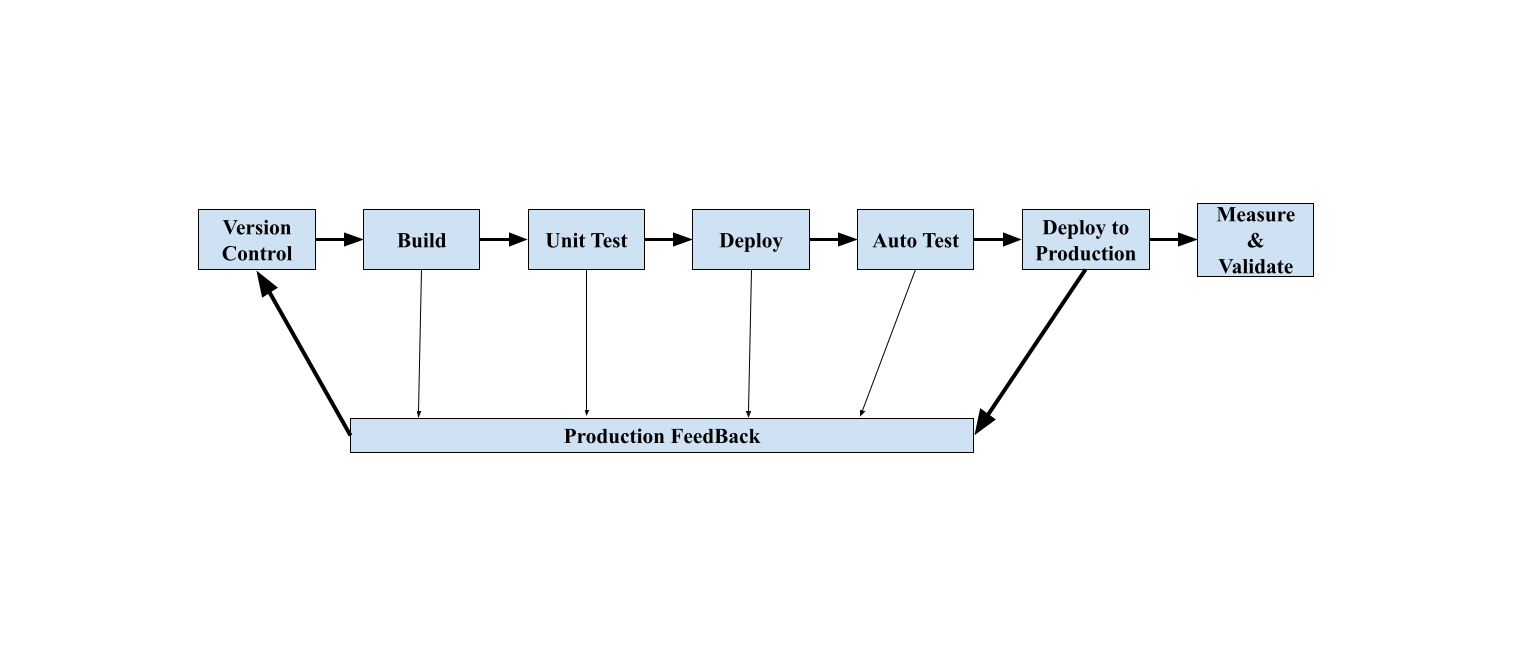 Version
Control
Build
Unit Test
Deploy
Auto Test
Deploy to
Production
Measure
&
Validate
Production FeedBack